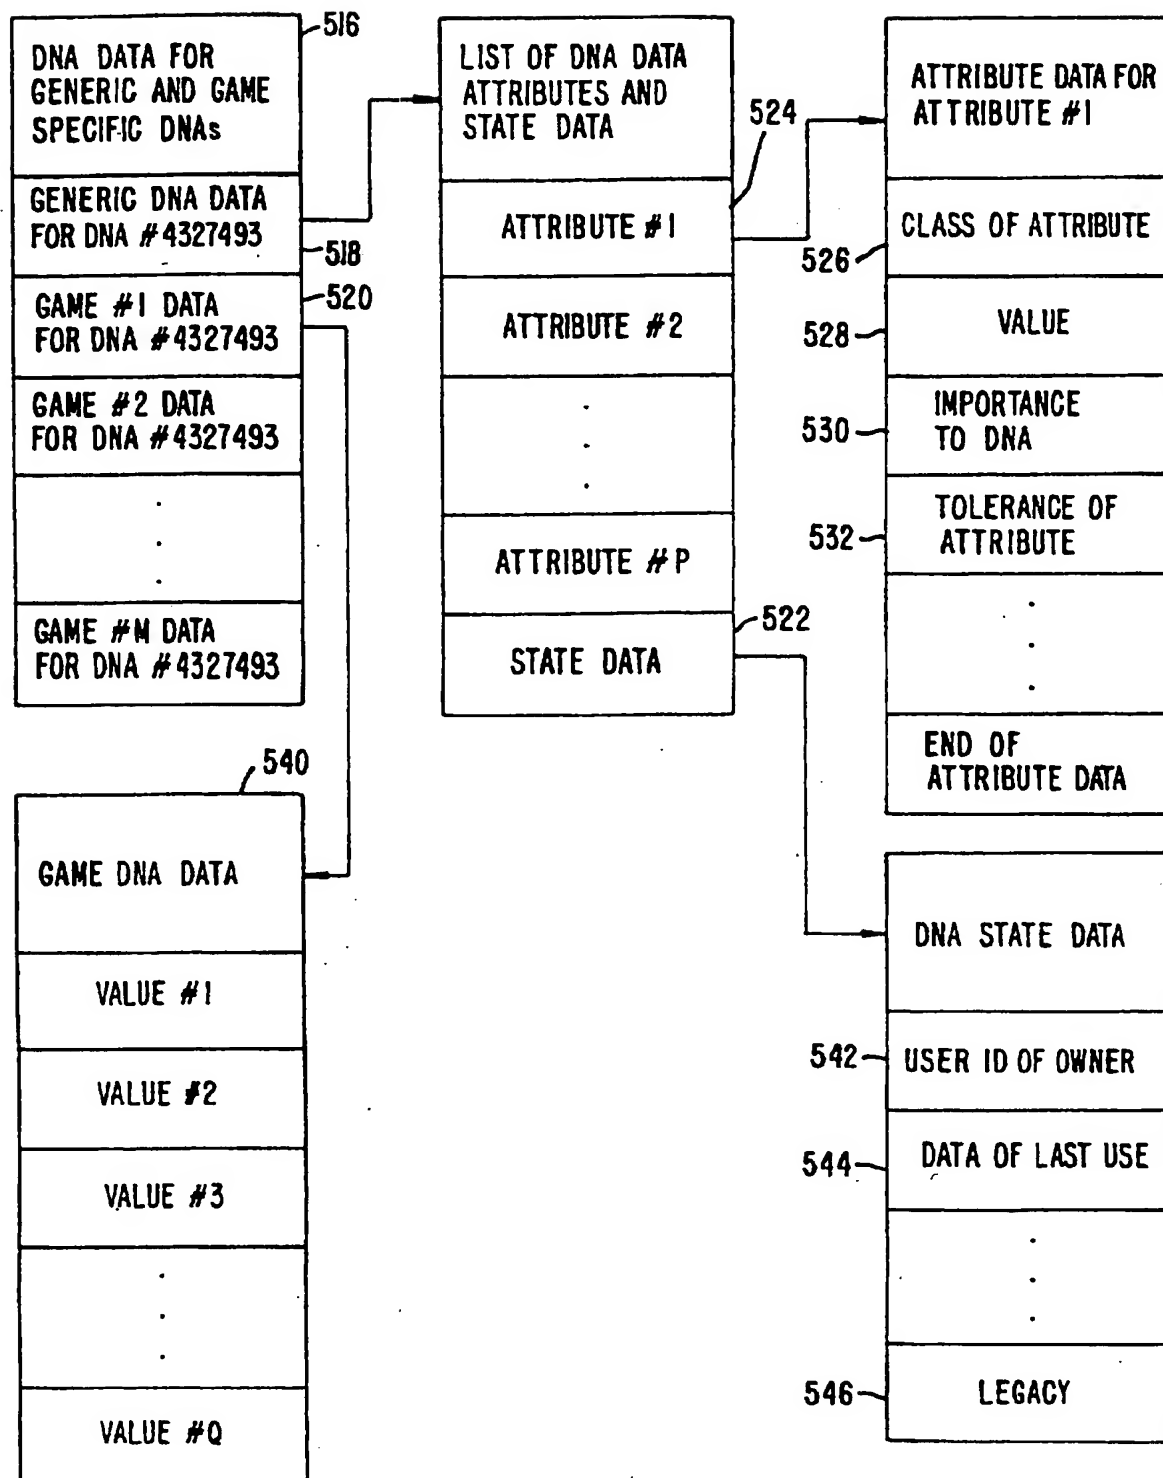 516
DNA DATA FOR
GENERIC AND GAME
SPECIFIC DNAs
GENERIC DNA DATA
FOR DNA #4327493
518
520
GAME #1 DATA
FOR DNA #4327493
GAME #2 DATA
FOR DNA #4327493
.
.
.
GAME #M DATA
FOR DNA #4327493
LIST OF DNA DATA
ATTRIBUTES AND
STATE DATA
524
ATTRIBUTE #1
ATTRIBUTE #2
.
.
.
ATTRIBUTE #P
522
STATE DATA
ATTRIBUTE DATA FOR
ATTRIBUTE #1
CLASS OF ATTRIBUTE
526
VALUE
528
IMPORTANCE
TO DNA
530
TOLERANCE OF
ATTRIBUTE
532
.
.
.
END OF
ATTRIBUTE DATA
540
GAME DNA DATA
VALUE #1
VALUE #2
VALUE #3
.
.
.
VALUE #Q
DNA STATE DATA
542
USER ID OF OWNER
544
DATA OF LAST USE
.
.
.
546
LEGACY